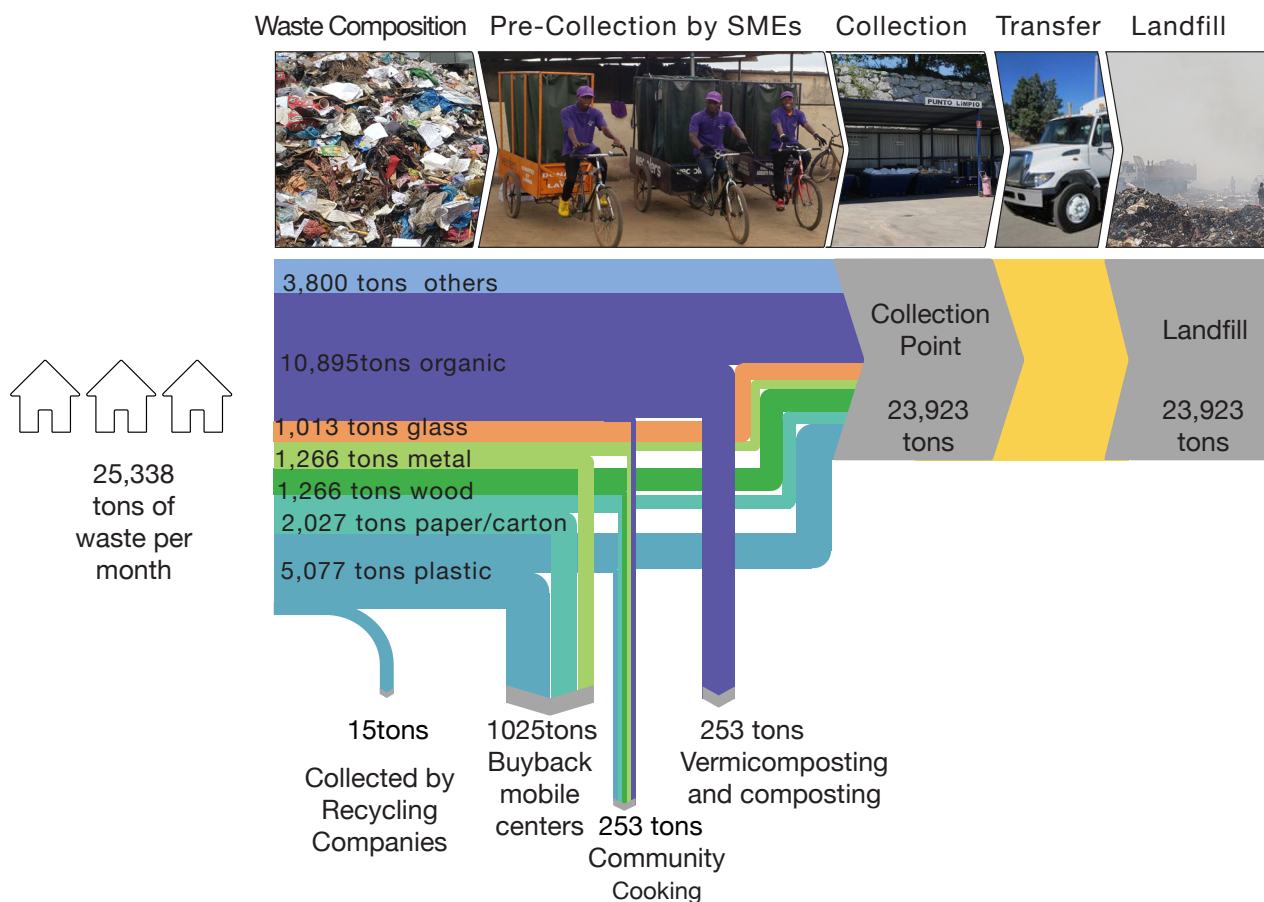 Waste Composition
Pre-Collection by SMEs
Collection
Transfer
Landfill
PUNTO LIMPIO
3,800 tons others
10,895tons organic
1,013 tons glass
1,266 tons metal
1,266 tons wood
2,027 tons paper/carton
5,077 tons plastic
25,338
tons of
waste per
month
Collection
Point
23,923
tons
Landfill
23,923
tons
15tons
Collected by
Recycling
Companies
1025tons
Buyback
mobile
centers
253 tons
Community
Cooking
253 tons
Vermicomposting
and composting